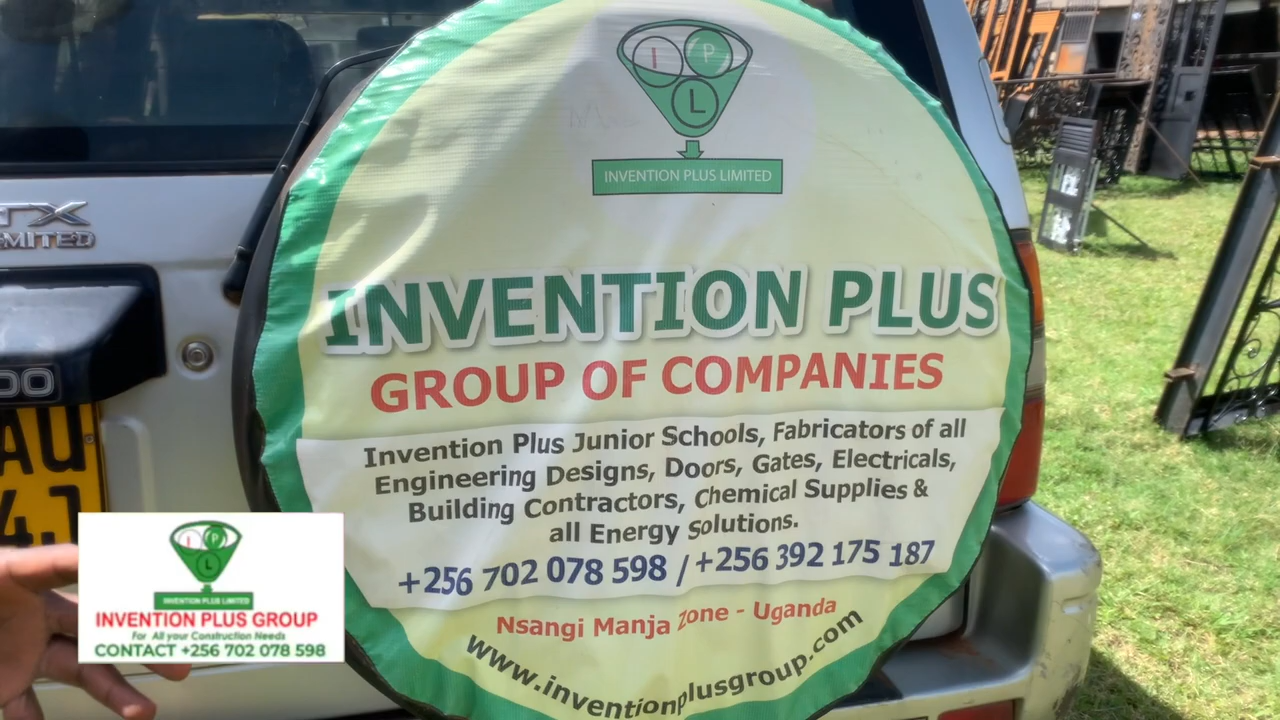 I P
L
INVENTION PLUS LIMITED
INVENTION PLUS
GROUP OF COMPANIES
Invention Plus Junior Schools, Fabricators of all
Engineering Designs, Doors, Gates, Electricals,
Building Contractors, Chemical Supplies &
all Energy Solutions.
+256 702 078 598 / +256 392 175 187
Nsangi Manja Zone - Uganda
www.inventionplusgroup.com
TX
LIMITED
00
AU
I P
L
INVENTION PLUS LIMITED
INVENTION PLUS GROUP
For All your Construction Needs
CONTACT +256 702 078 598